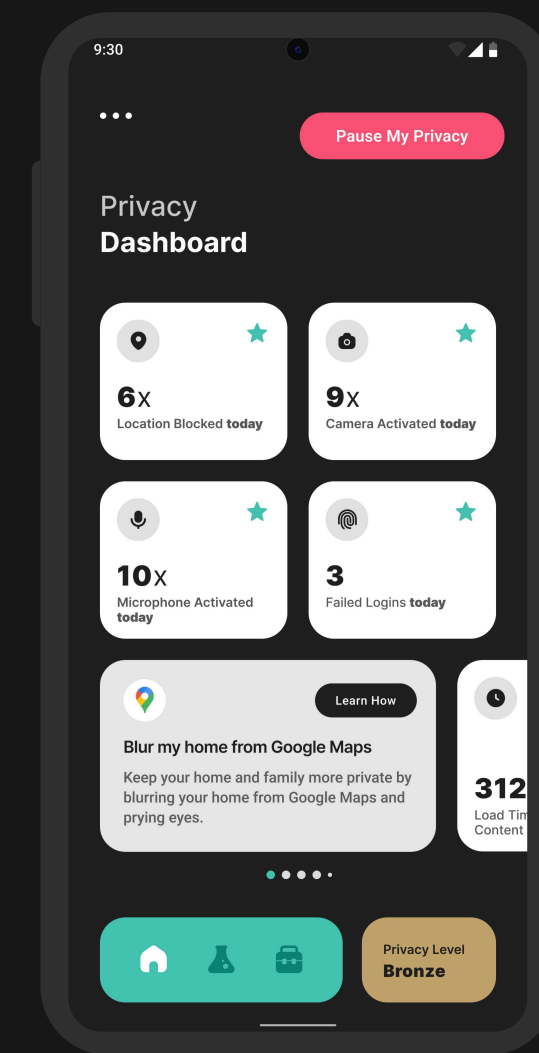 9:30
Pause My Privacy
Privacy
Dashboard
6x
Location Blocked today
9x
Camera Activated today
10x
Microphone Activated
today
3
Failed Logins today
Learn How
Blur my home from Google Maps
Keep your home and family more private by
blurring your home from Google Maps and
prying eyes.
312
Load Tim
Content
Privacy Level
Bronze